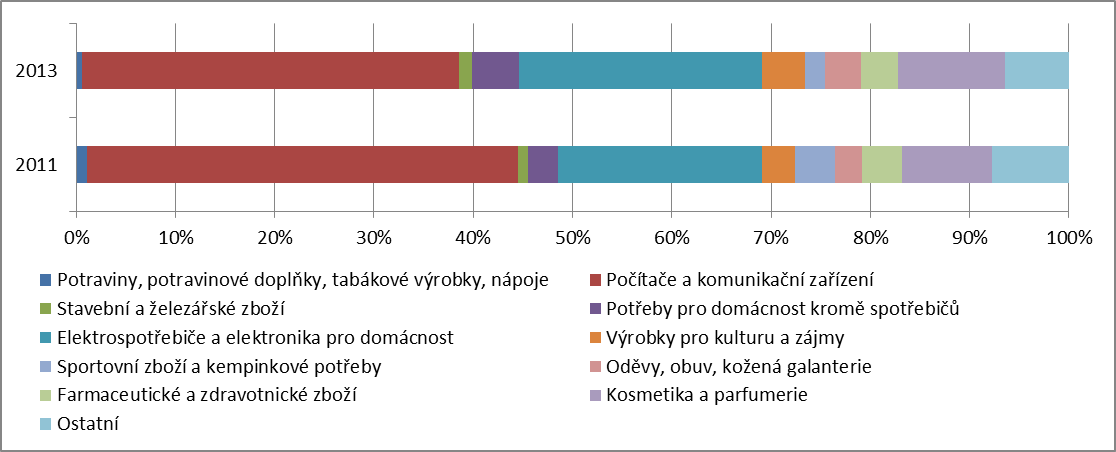 2013
2011
0% 10% 20% 30% 40% 50% 60% 70% 80% 90% 100%
Potraviny, potravinové doplňky, tabákové výrobky, nápoje
Počítače a komunikační zařízení
Stavební a železářské zboží
Potřeby pro domácnost kromě spotřebičů
Elektrospotřebiče a elektronika pro domácnost
Výrobky pro kulturu a zájmy
Sportovní zboží a kempinkové potřeby
Oděvy, obuv, kožená galanterie
Farmaceutické a zdravotnické zboží
Kosmetika a parfumerie
Ostatní